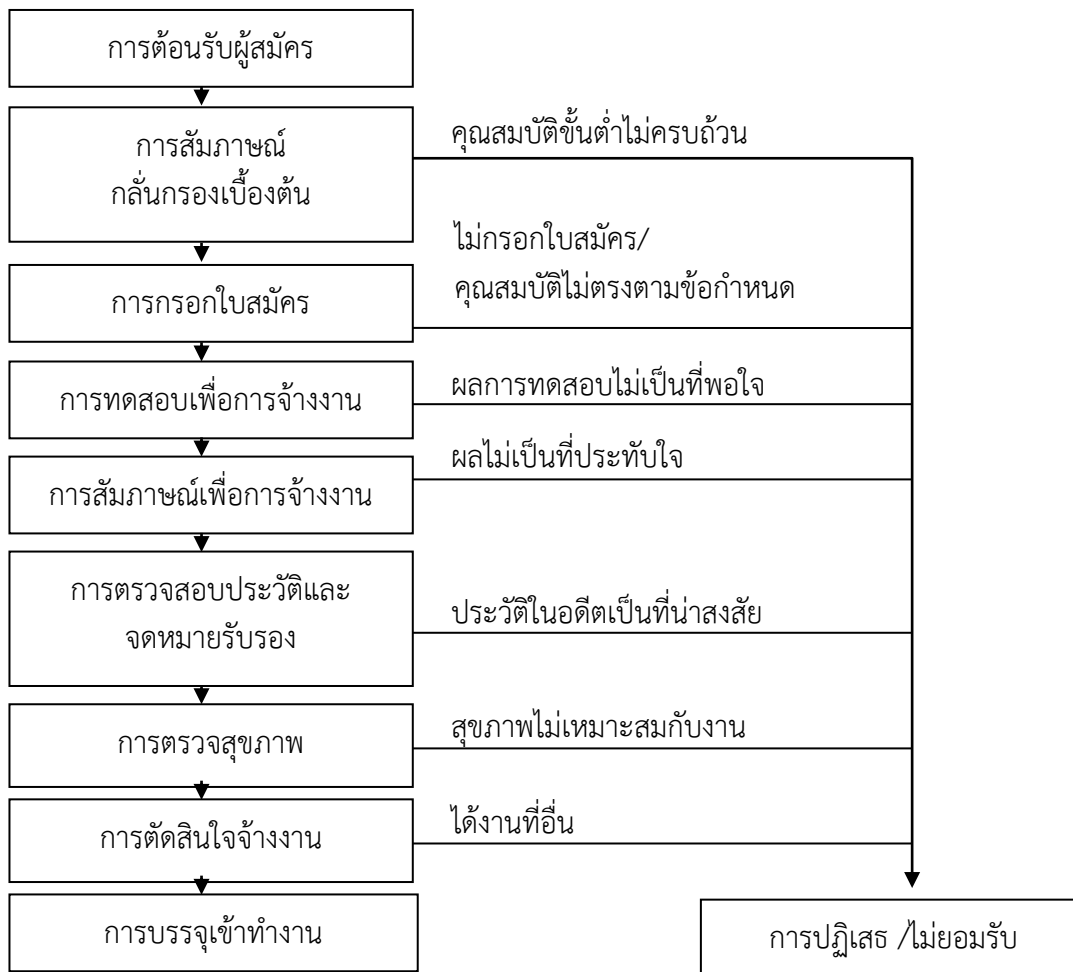 การต้อนรับผู้สมัคร
การสัมภาษณ์
กลั่นกรองเบื้องต้น
คุณสมบัติขั้นต่ำไม่ครบถ้วน
ไม่กรอกใบสมัคร/
คุณสมบัติไม่ตรงตามข้อกำหนด
การกรอกใบสมัคร
การทดสอบเพื่อการจ้างงาน
ผลการทดสอบไม่เป็นที่พอใจ
ผลไม่เป็นที่ประทับใจ
การสัมภาษณ์เพื่อการจ้างงาน
การตรวจสอบประวัติและ
จดหมายรับรอง
ประวัติในอดีตเป็นที่น่าสงสัย
การตรวจสุขภาพ
สุขภาพไม่เหมาะสมกับงาน
การตัดสินใจจ้างงาน
ได้งานที่อื่น
การบรรจุเข้าทำงาน
การปฏิเสธ /ไม่ยอมรับ